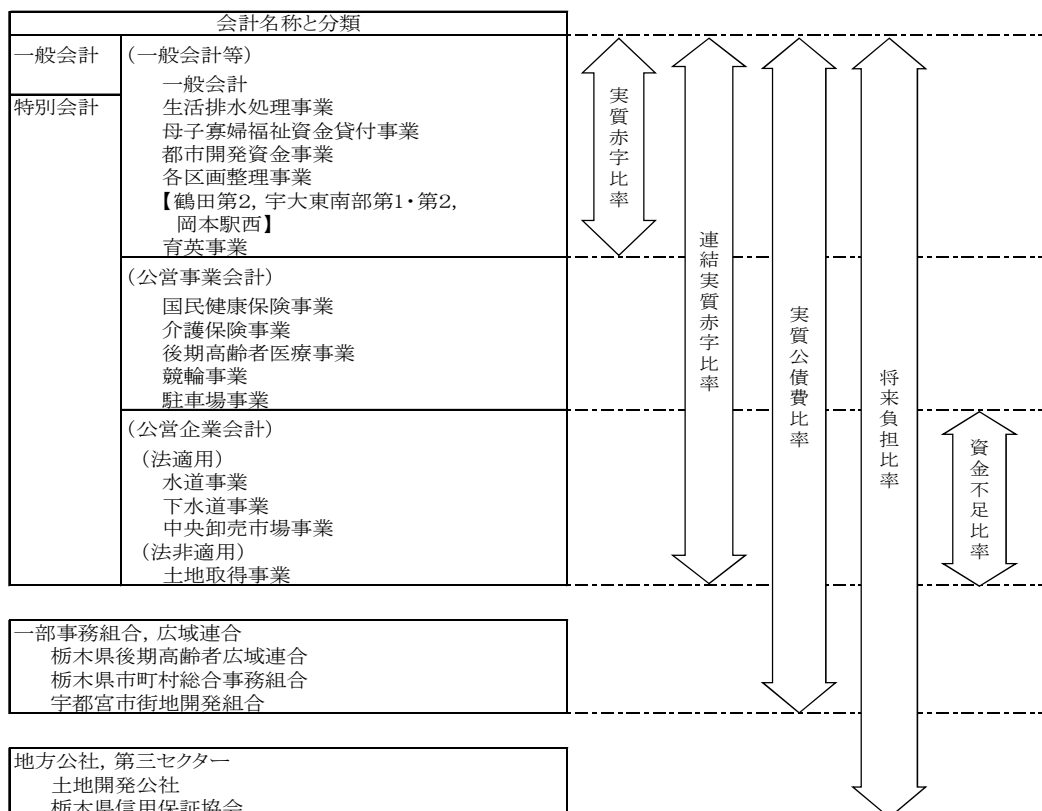 会計名称と分類
一般会計
(一般会計等)
一般会計
特別会計
生活排水処理事業
母子寡婦福祉資金貸付事業
都市開発資金事業
各区画整理事業
【鶴田第2, 宇大東南部第1・第2,
岡本駅西】
育英事業
(公営事業会計)
国民健康保険事業
介護保険事業
後期高齢者医療事業
競輪事業
駐車場事業
(公営企業会計)
(法適用)
水道事業
下水道事業
中央卸売市場事業
(法非適用)
土地取得事業
実質赤字比率
連結実質赤字比率
実質公債費比率
将来負担比率
資金不足比率
一部事務組合, 広域連合
栃木県後期高齢者広域連合
栃木県市町村総合事務組合
宇都宮市街地開発組合
地方公社, 第三セクター
土地開発公社
栃木県信用保証協会